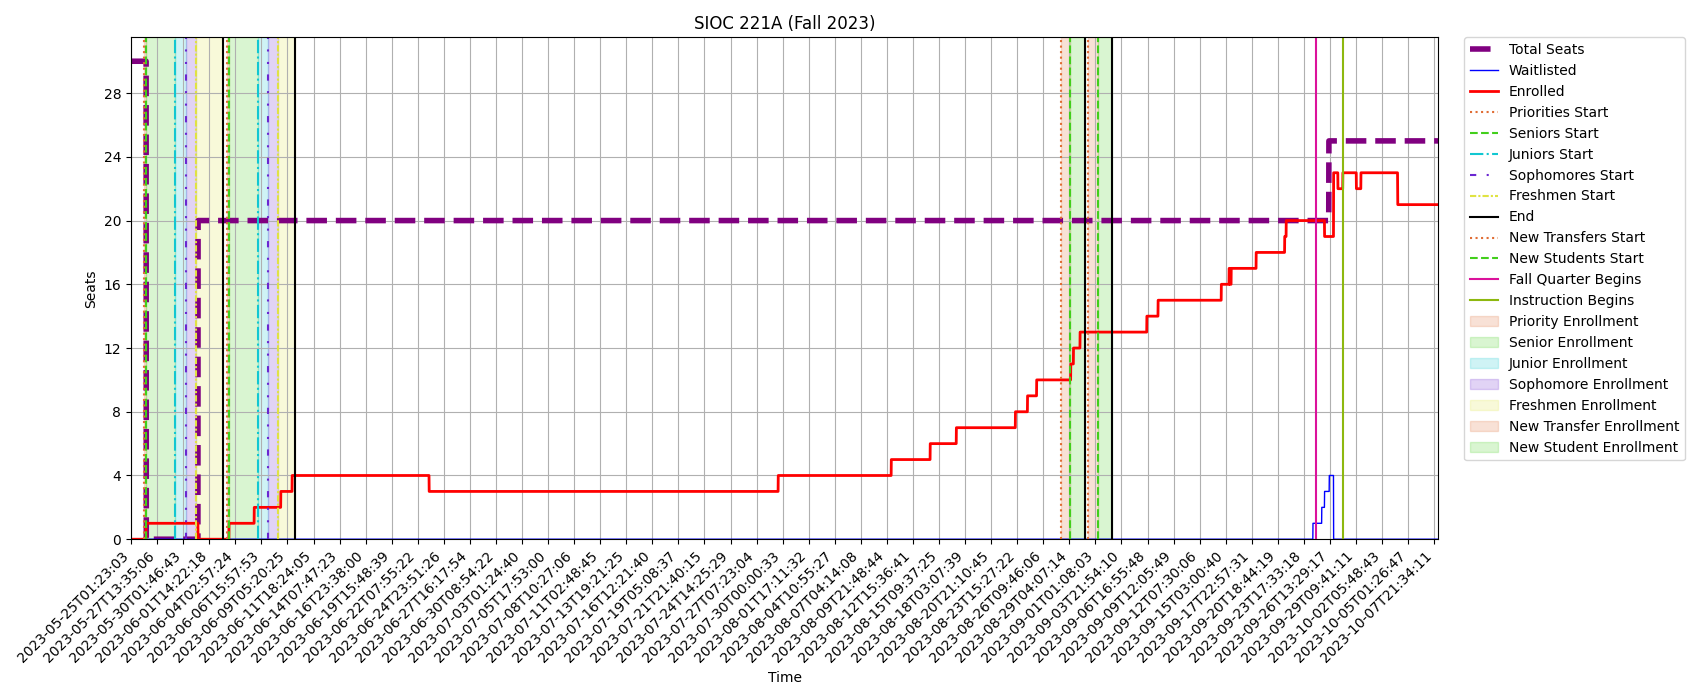 SIOC 221A (Fall 2023)
Seats
28
24
20
16
12
8
4
0
2023-05-25T01:23:03
2023-05-27T13:35:06
2023-05-30T01:46:43
2023-06-01T14:22:18
2023-06-04T02:57:24
2023-06-06T15:57:53
2023-06-09T05:20:25
2023-06-11T18:24:05
2023-06-14T07:47:23
2023-06-16T23:38:00
2023-06-19T15:48:39
2023-06-22T07:55:22
2023-06-24T23:51:26
2023-06-27T16:17:54
2023-06-30T08:54:22
2023-07-03T01:24:40
2023-07-05T17:53:00
2023-07-08T10:27:06
2023-07-11T02:48:45
2023-07-13T19:21:25
2023-07-16T12:21:40
2023-07-19T05:08:37
2023-07-21T21:40:15
2023-07-24T14:25:29
2023-07-27T07:23:04
2023-07-30T00:00:33
2023-08-01T17:11:32
2023-08-04T10:55:27
2023-08-07T04:14:08
2023-08-09T21:48:44
2023-08-12T15:36:41
2023-08-15T09:37:25
2023-08-18T03:07:39
2023-08-20T21:10:45
2023-08-23T15:27:22
2023-08-26T09:46:06
2023-08-29T04:07:14
2023-09-01T01:08:03
2023-09-03T21:54:10
2023-09-06T16:55:48
2023-09-09T12:05:49
2023-09-12T07:30:06
2023-09-15T03:00:40
2023-09-17T22:57:31
2023-09-20T18:44:19
2023-09-23T17:33:18
2023-09-26T13:29:17
2023-09-29T09:41:11
2023-10-02T05:48:43
2023-10-05T01:26:47
2023-10-07T21:34:11
Time
Total Seats
Waitlisted
Enrolled
Priorities Start
Seniors Start
Juniors Start
Sophomores Start
Freshmen Start
End
New Transfers Start
New Students Start
Fall Quarter Begins
Instruction Begins
Priority Enrollment
Senior Enrollment
Junior Enrollment
Sophomore Enrollment
Freshmen Enrollment
New Transfer Enrollment
New Student Enrollment